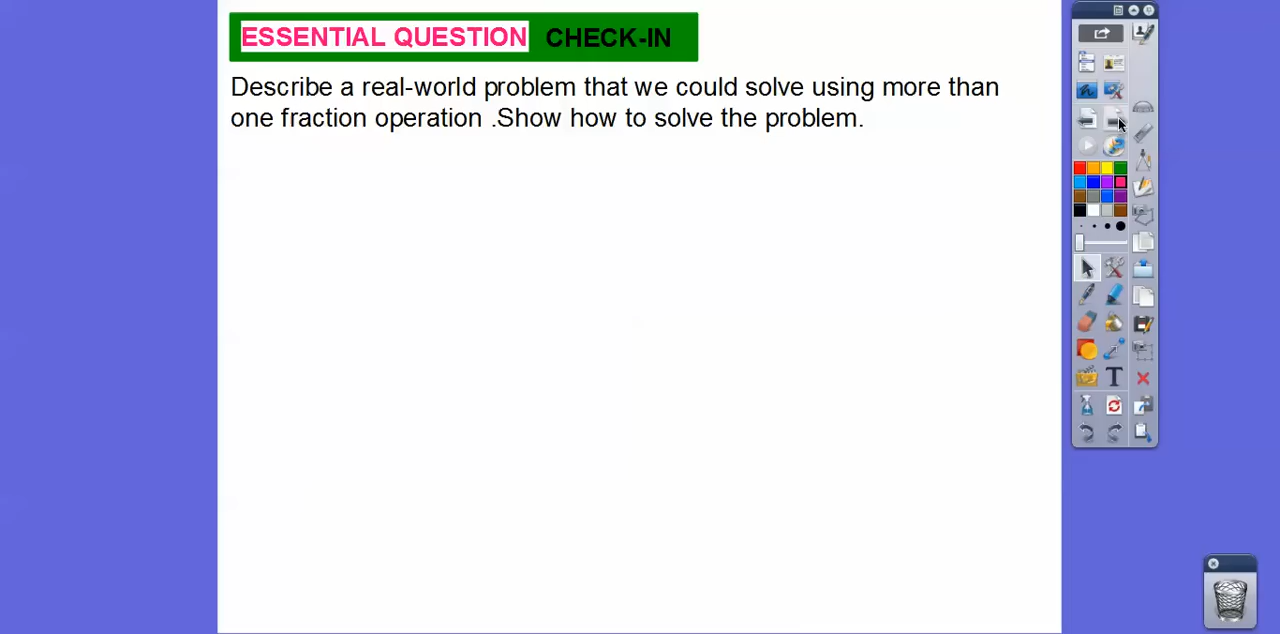 ESSENTIAL QUESTION CHECK-IN
Describe a real-world problem that we could solve using more than
one fraction operation .Show how to solve the problem.